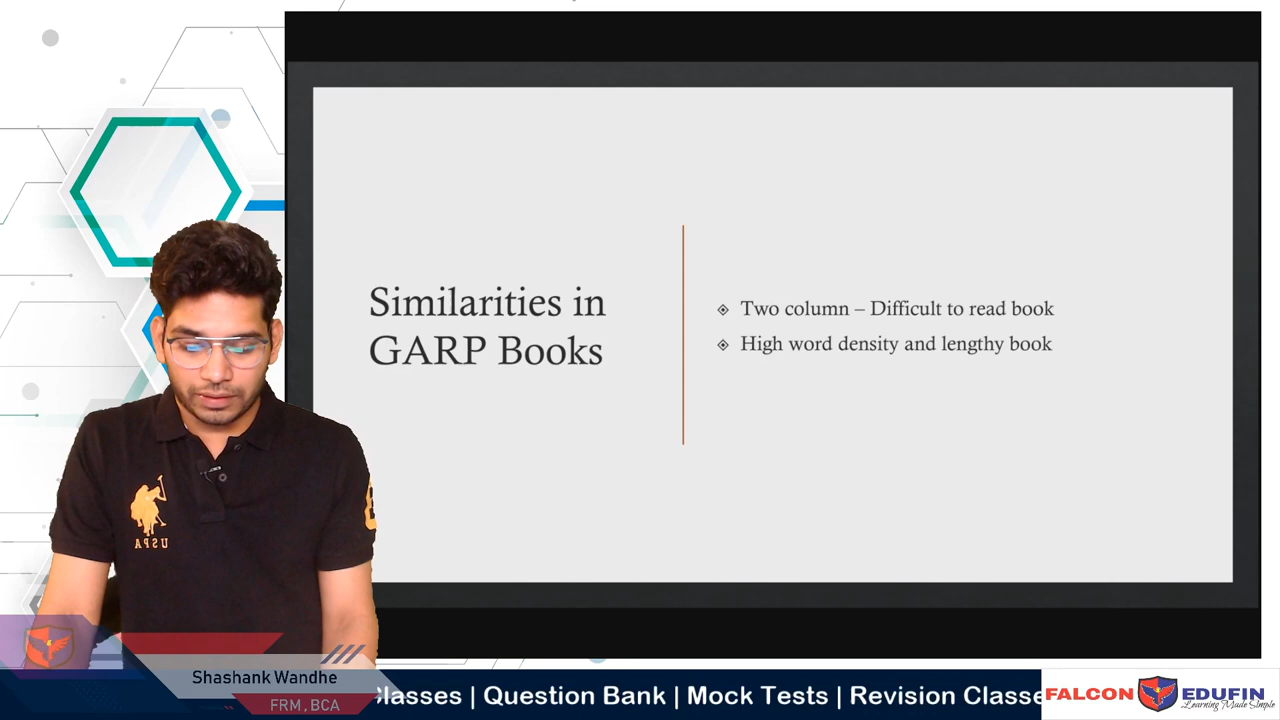 Similarities in
GARP Books
Two column – Difficult to read book
High word density and lengthy book
USPA
Shashank Wandhe
FRM , BCA
Classes | Question Bank | Mock Tests | Revision Classe
FALCON EDUFIN
Learning Made Simple